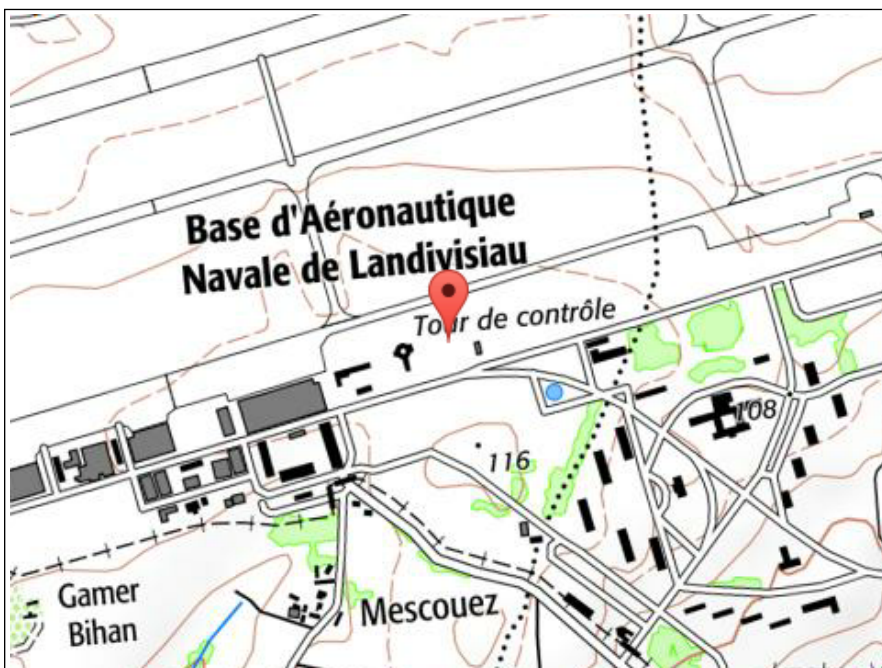 Base d'Aéronautique
Navale de Landivisiau
Tour de contrôle
108
116
Gamer
Bihan
Mescouez